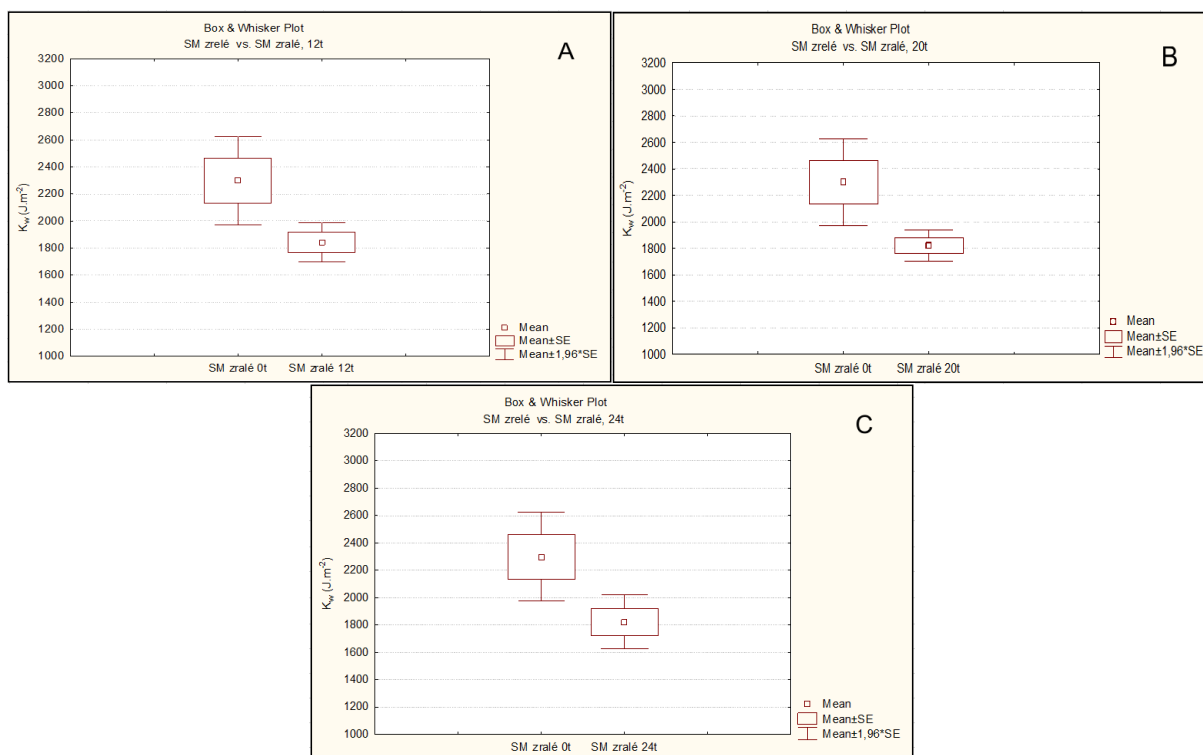 Box & Whisker Plot
SM zrelé vs. SM zralé, 12t
A
3200
3000
2800
2600
2400
2200
2000
1800
1600
1400
1200
1000
K_w (J.m^-2)
SM zralé 0t
SM zralé 12t
Mean
Mean±SE
Mean±1,96*SE
Box & Whisker Plot
SM zrelé vs. SM zralé, 20t
B
3200
3000
2800
2600
2400
2200
2000
1800
1600
1400
1200
1000
K_w (J.m^-2)
SM zralé 0t
SM zralé 20t
Mean
Mean±SE
Mean±1,96*SE
Box & Whisker Plot
SM zrelé vs. SM zralé, 24t
C
3200
3000
2800
2600
2400
2200
2000
1800
1600
1400
1200
1000
K_w (J.m^-2)
SM zralé 0t
SM zralé 24t
Mean
Mean±SE
Mean±1,96*SE